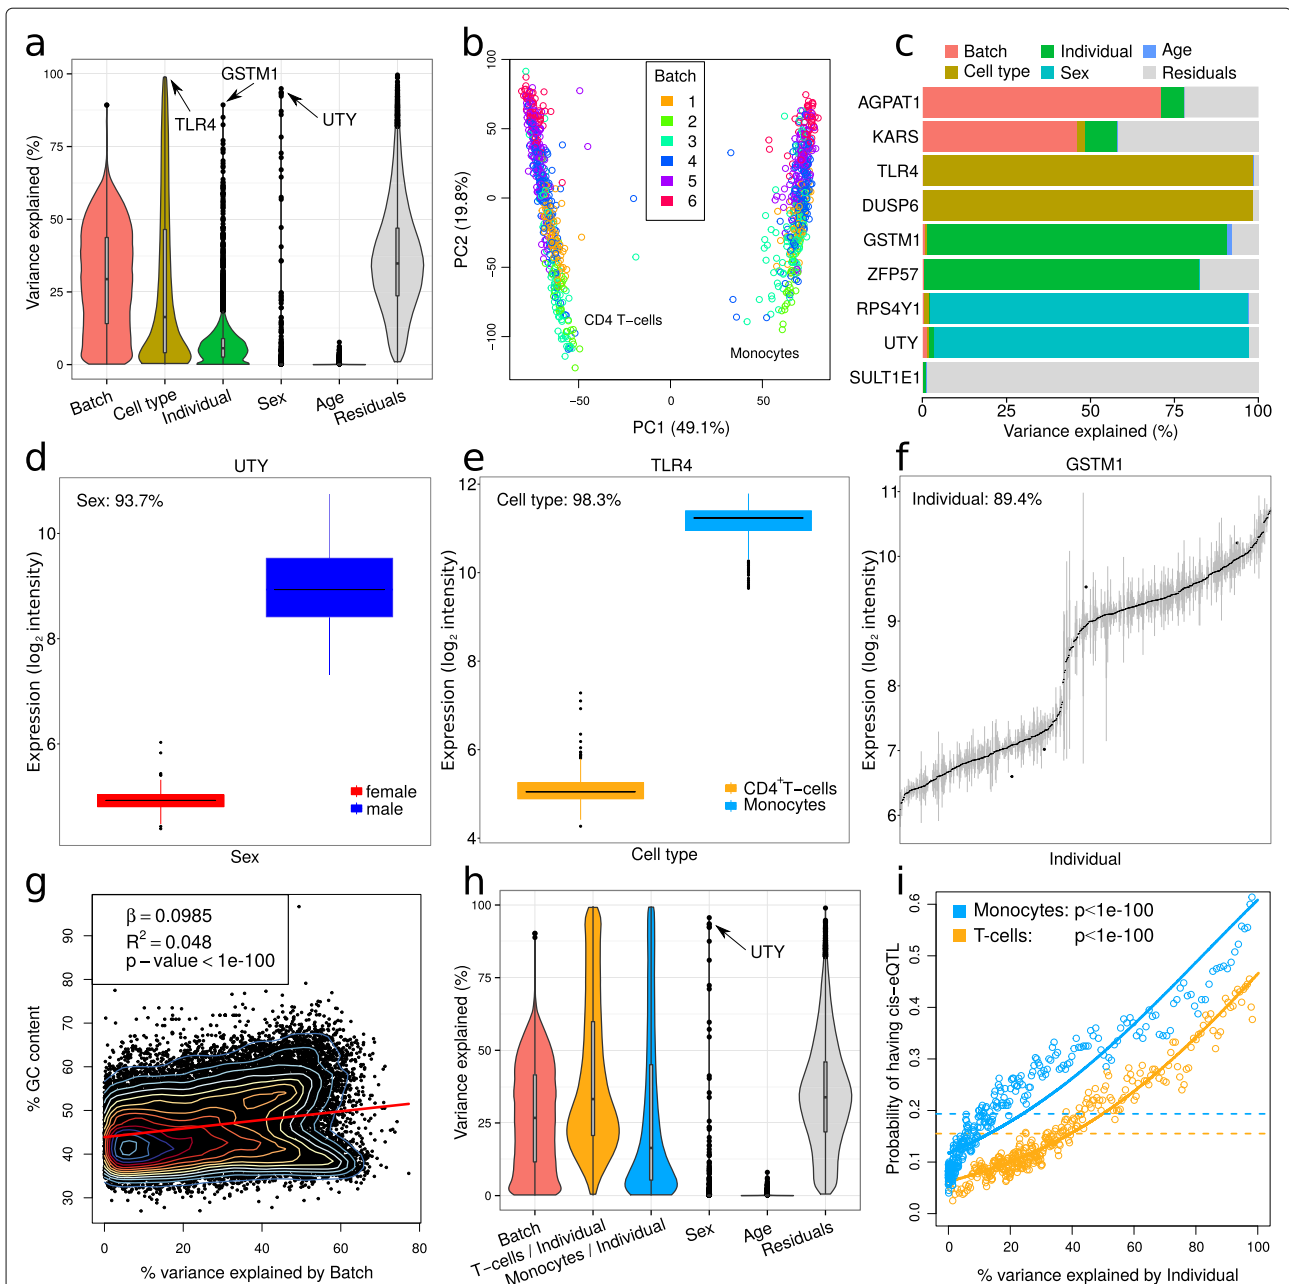 a
Variance explained (%)
100
75
50
25
0
GSTM1
TLR4
UTY
Batch
Cell type
Individual
Sex
Age
Residuals
b
PC2 (19.8%)
100
50
0
−50
−100
Batch
1
2
3
4
5
6
CD4 T−cells
Monocytes
−50
0
50
PC1 (49.1%)
c
Batch
Individual
Age
Cell type
Sex
Residuals
AGPAT1
KARS
TLR4
DUSP6
GSTM1
ZFP57
RPS4Y1
UTY
SULT1E1
0
25
50
75
100
Variance explained (%)
d
UTY
Sex: 93.7%
Expression (log2 intensity)
10
8
6
female
male
Sex
e
TLR4
Cell type: 98.3%
Expression (log2 intensity)
12
10
8
6
4
CD4+T−cells
Monocytes
Cell type
f
GSTM1
Individual: 89.4%
Expression (log2 intensity)
11
10
9
8
7
6
Individual
g
β = 0.0985
R2 = 0.048
p − value < 1e-100
% GC content
90
80
70
60
50
40
30
0
20
40
60
80
% variance explained by Batch
h
Variance explained (%)
100
75
50
25
0
UTY
Batch
T−cells / Individual
Monocytes / Individual
Sex
Age
Residuals
i
Monocytes: p<1e-100
T−cells: p<1e-100
Probability of having cis−eQTL
0.6
0.5
0.4
0.3
0.2
0.1
0.0
0
20
40
60
80
100
% variance explained by Individual